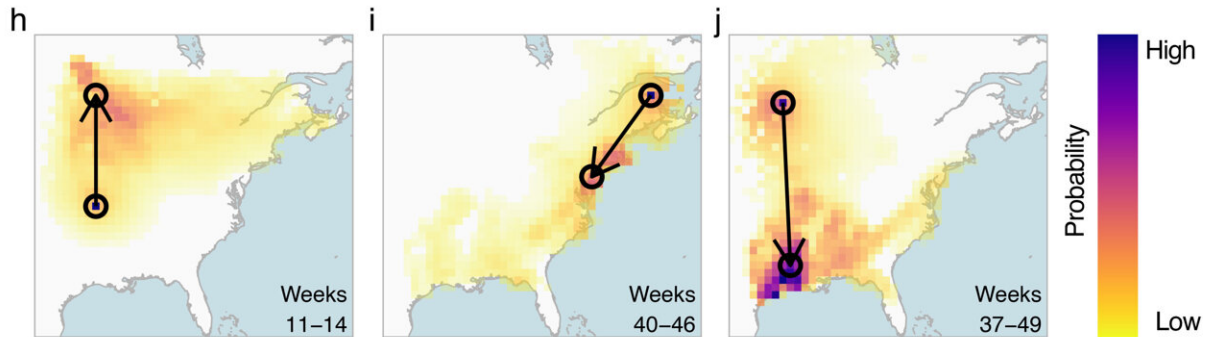 h
i
j
Weeks
11–14
Weeks
40–46
Weeks
37–49
High
Probability
Low